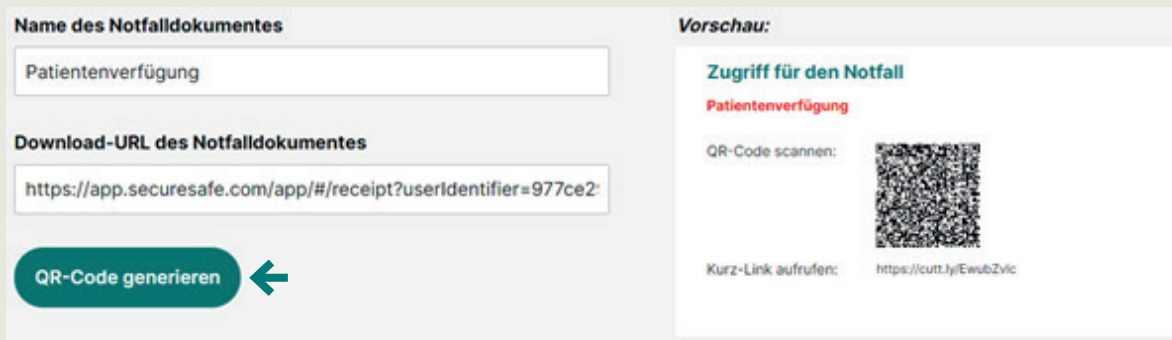 Name des Notfalldokumentes
Patientenverfügung
Download-URL des Notfalldokumentes
https://app.securesafe.com/app/#/receipt?userIdentifier=977ce2
QR-Code generieren
Vorschau:
Zugriff für den Notfall
Patientenverfügung
QR-Code scannen:
Kurz-Link aufrufen: https://cutt.ly/EwubZvlc